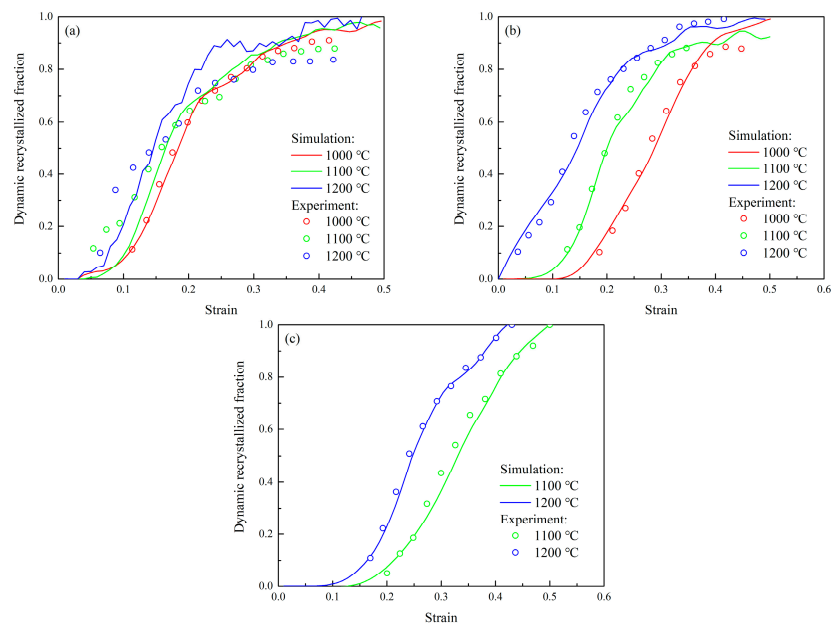 (a)
Dynamic recrystallized fraction
1.0
0.8
0.6
0.4
0.2
0.0
Simulation:
1000 ℃
1100 ℃
1200 ℃
Experiment:
1000 ℃
1100 ℃
1200 ℃
0.0 0.1 0.2 0.3 0.4 0.5
Strain
(b)
Dynamic recrystallized fraction
1.0
0.8
0.6
0.4
0.2
0.0
Simulation:
1000 ℃
1100 ℃
1200 ℃
Experiment:
1000 ℃
1100 ℃
1200 ℃
0.0 0.1 0.2 0.3 0.4 0.5 0.6
Strain
(c)
Dynamic recrystallized fraction
1.0
0.8
0.6
0.4
0.2
0.0
Simulation:
1100 ℃
1200 ℃
Experiment:
1100 ℃
1200 ℃
0.0 0.1 0.2 0.3 0.4 0.5 0.6
Strain